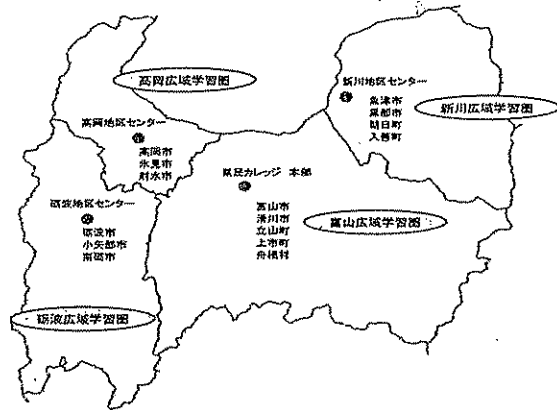 高岡広域学習圏
高岡地区センター
高岡市
氷見市
射水市
新川地区センター
魚津市
黒部市
朝日町
入善町
新川広域学習圏
県民カレッジ 本部
富山市
滑川市
立山町
上市町
舟橋村
富山広域学習圏
砺波地区センター
砺波市
小矢部市
南砺市
砺波広域学習圏